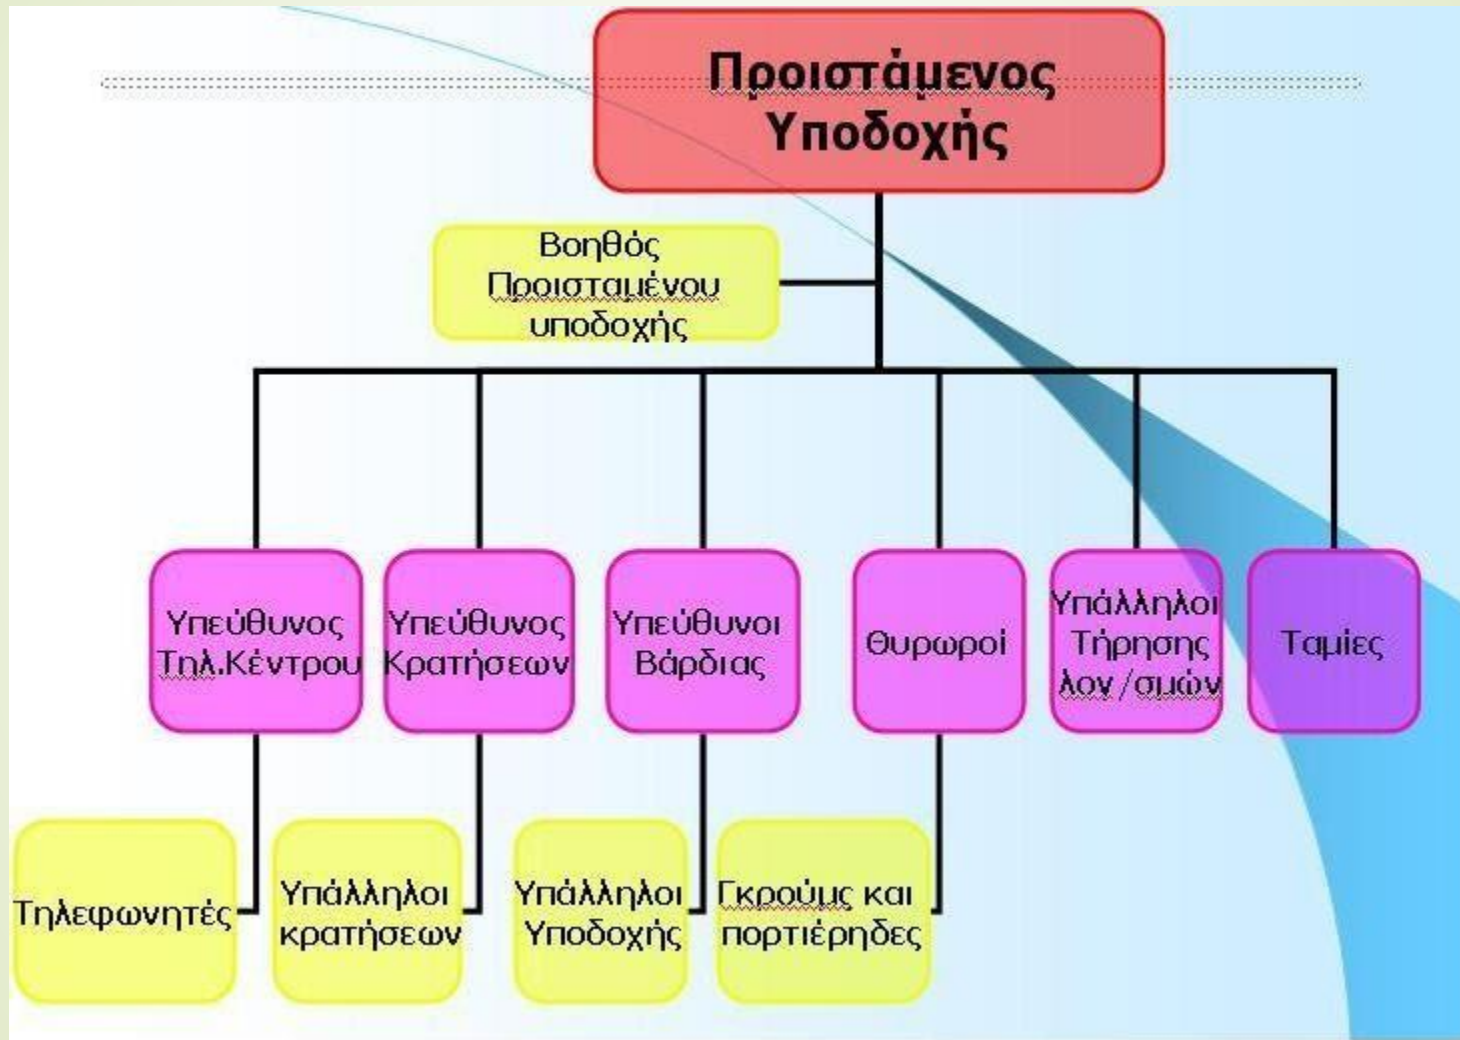 Προιστάμενος
Υποδοχής
Βοηθός
Προισταμένου
υποδοχής
Υπεύθυνος
Τηλ.Κέντρου
Υπεύθυνος
Κρατήσεων
Υπεύθυνοι
Βάρδιας
Θυρωροί
Υπάλληλοι
Τήρησης
λογ/σμών
Ταμίες
Τηλεφωνητές
Υπάλληλοι
κρατήσεων
Υπάλληλοι
Υποδοχής
Γκρούμς και
πορτιέρηδες